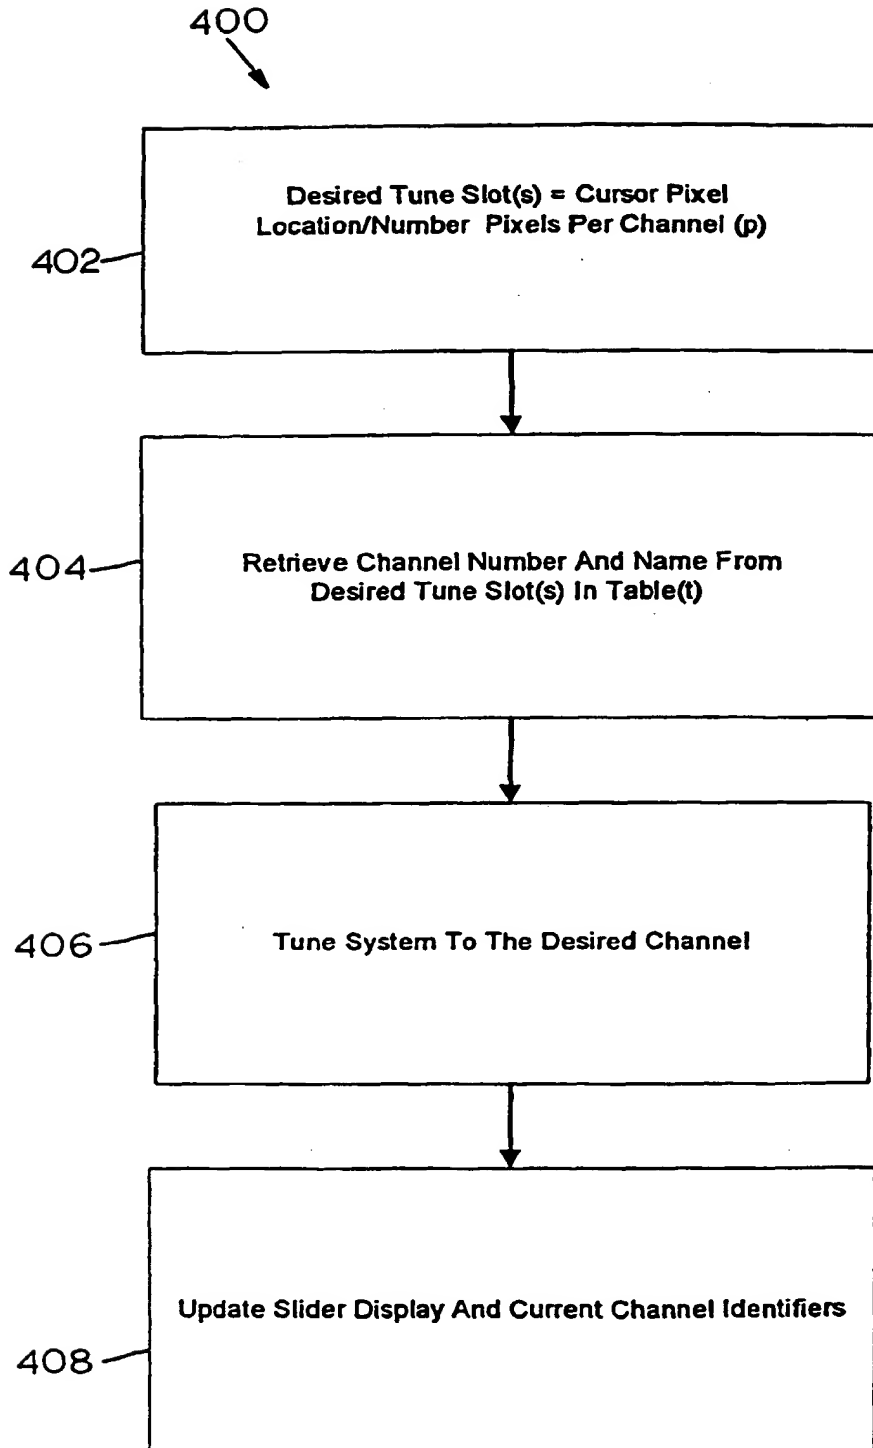 400
Desired Tune Slot(s) = Cursor Pixel
Location/Number Pixels Per Channel (p)
402
404
Retrieve Channel Number And Name From
Desired Tune Slot(s) In Table(t)
406
Tune System To The Desired Channel
Update Slider Display And Current Channel Identifiers
408